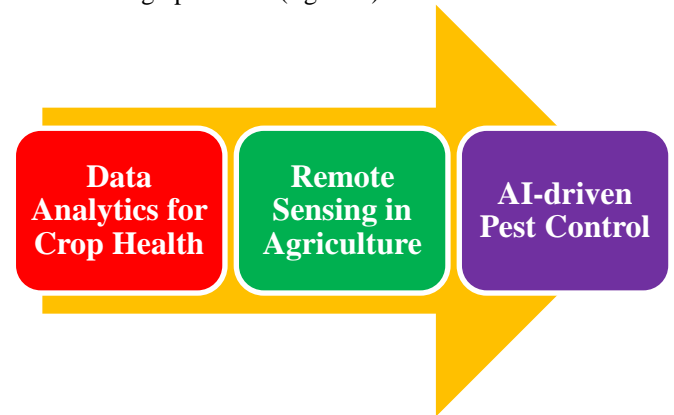 Data
Analytics for
Crop Health
Remote
Sensing in
Agriculture
AI-driven
Pest Control